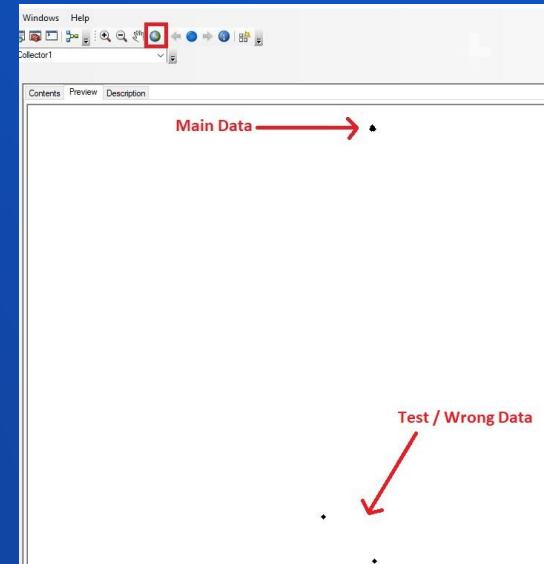 Windows Help
Collector1
Contents Preview Description
Main Data
Test / Wrong Data